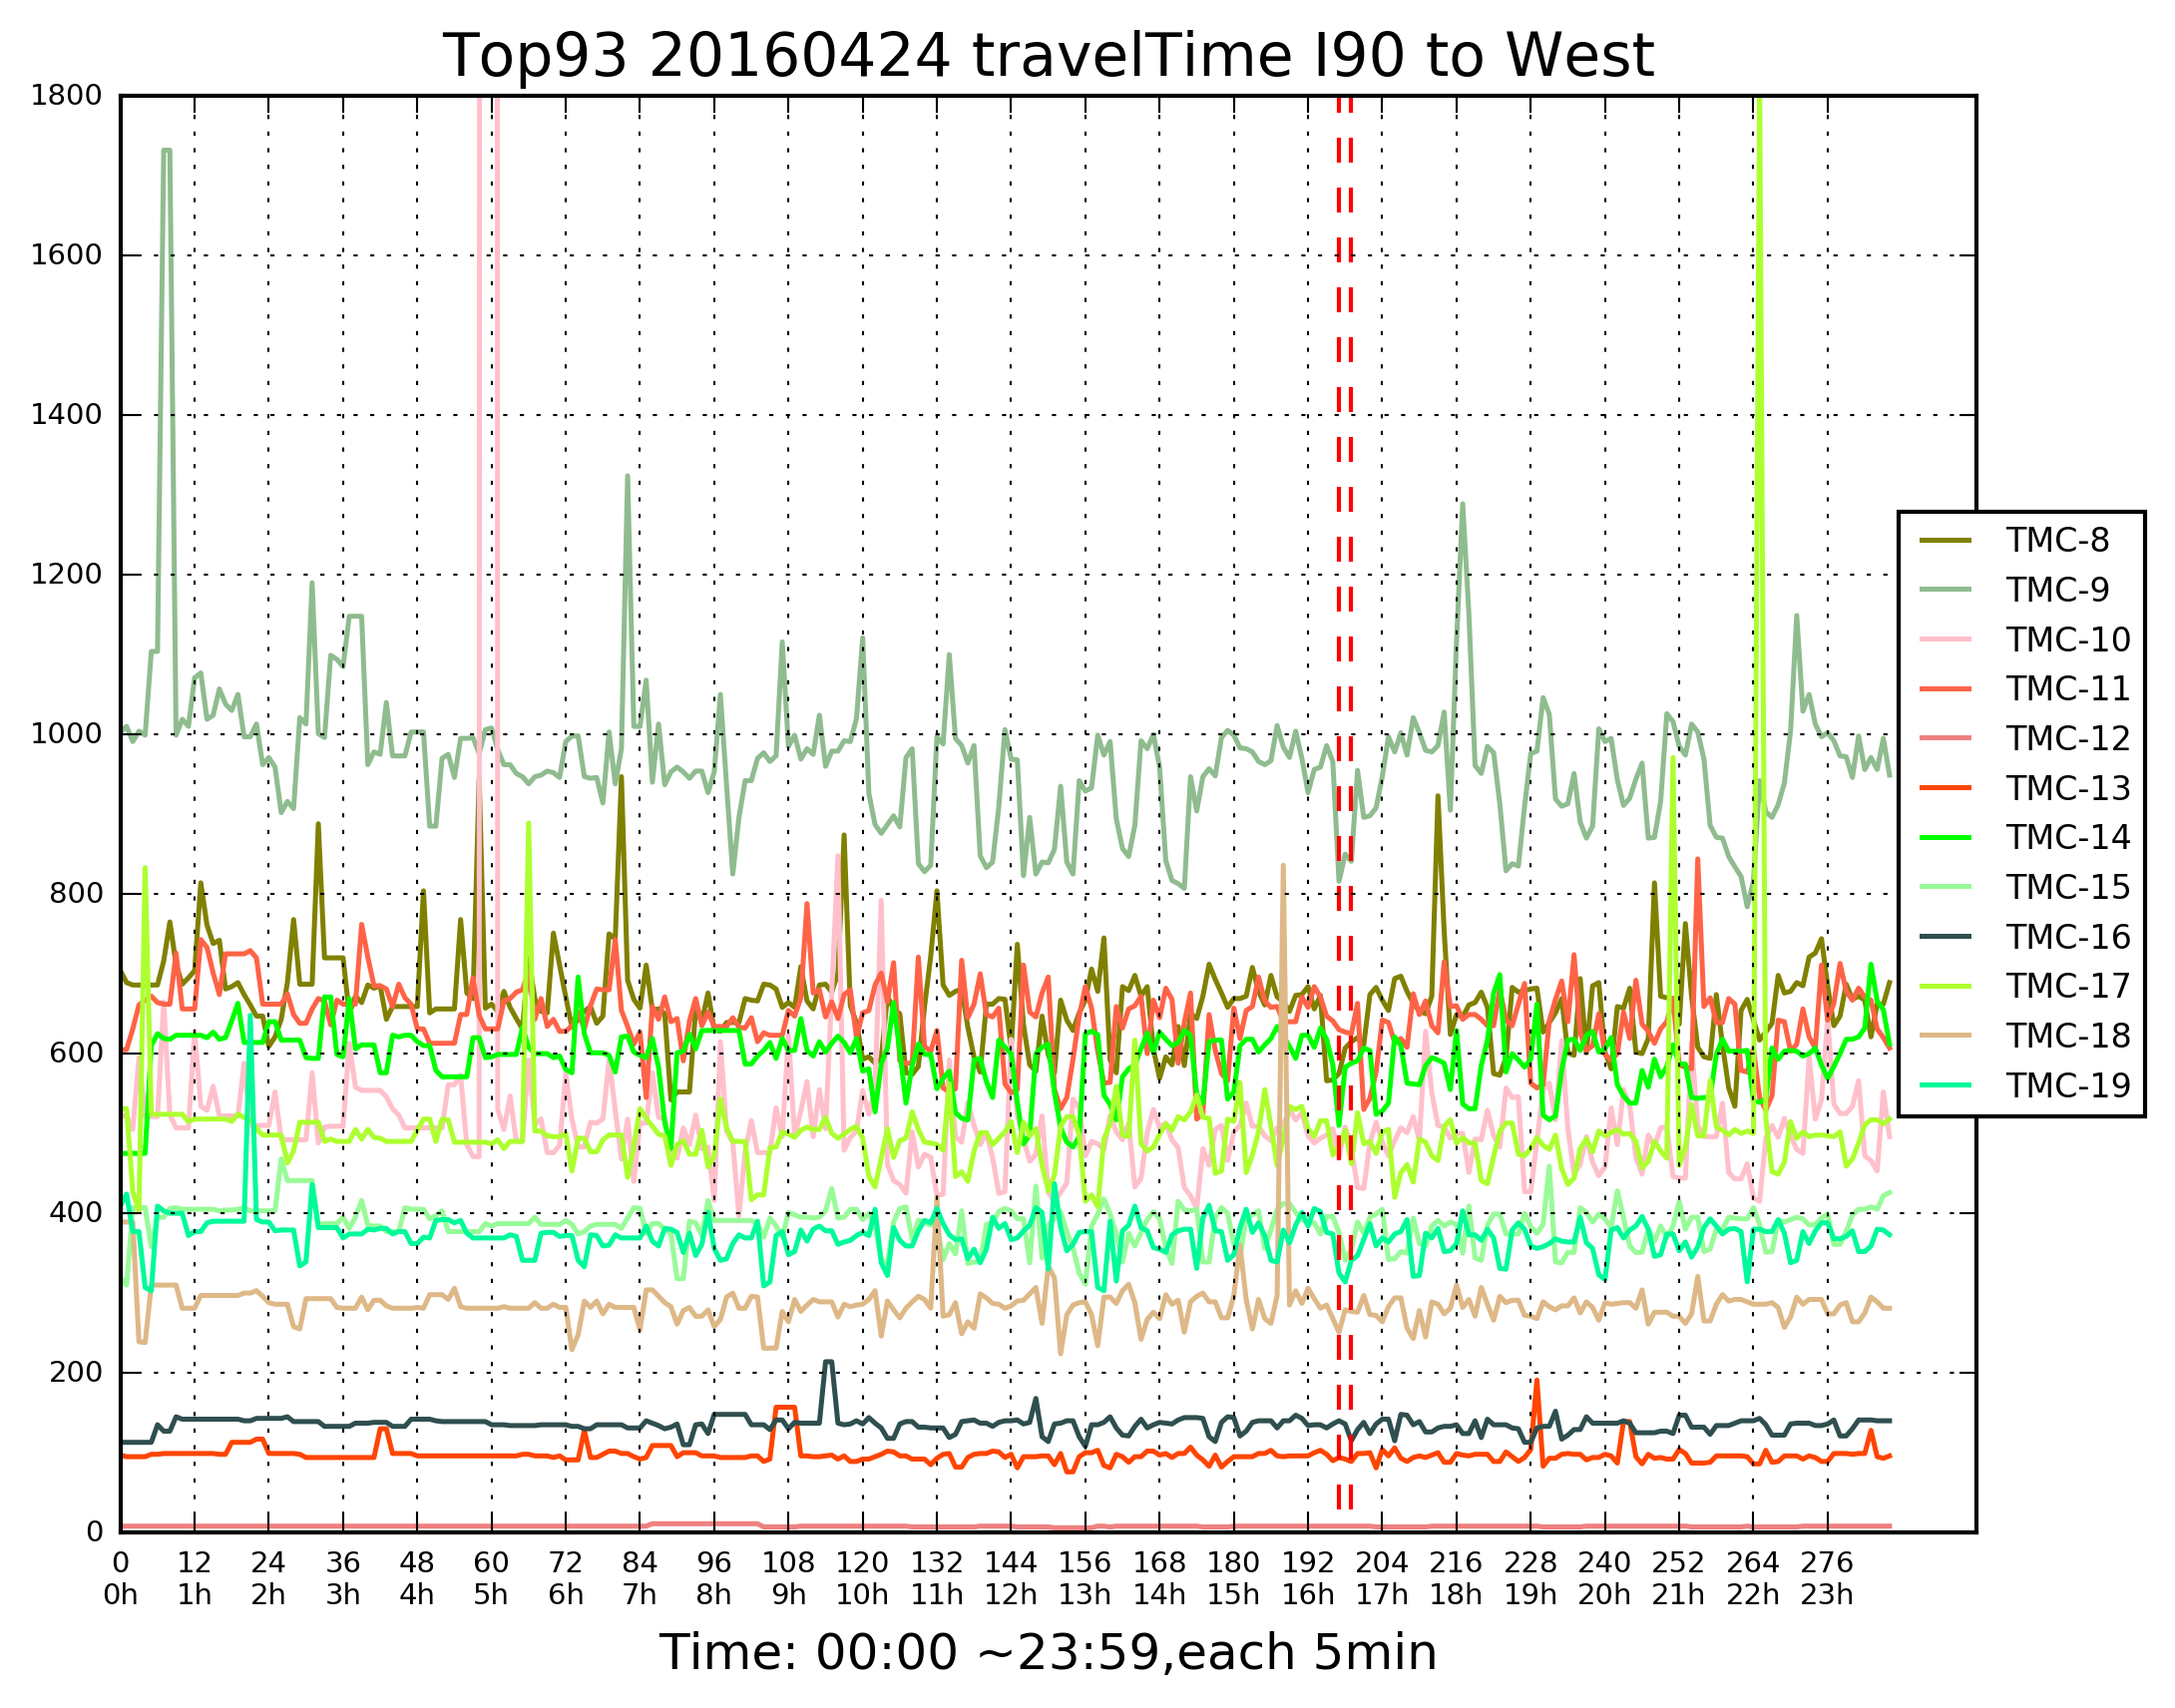 Top93 20160424 travelTime I90 to West
1800
1600
1400
1200
1000
800
600
400
200
0
0 12 24 36 48 60 72 84 96 108 120 132 144 156 168 180 192 204 216 228 240 252 264 276
0h 1h 2h 3h 4h 5h 6h 7h 8h 9h 10h 11h 12h 13h 14h 15h 16h 17h 18h 19h 20h 21h 22h 23h
Time: 00:00 ~23:59,each 5min
TMC-8
TMC-9
TMC-10
TMC-11
TMC-12
TMC-13
TMC-14
TMC-15
TMC-16
TMC-17
TMC-18
TMC-19